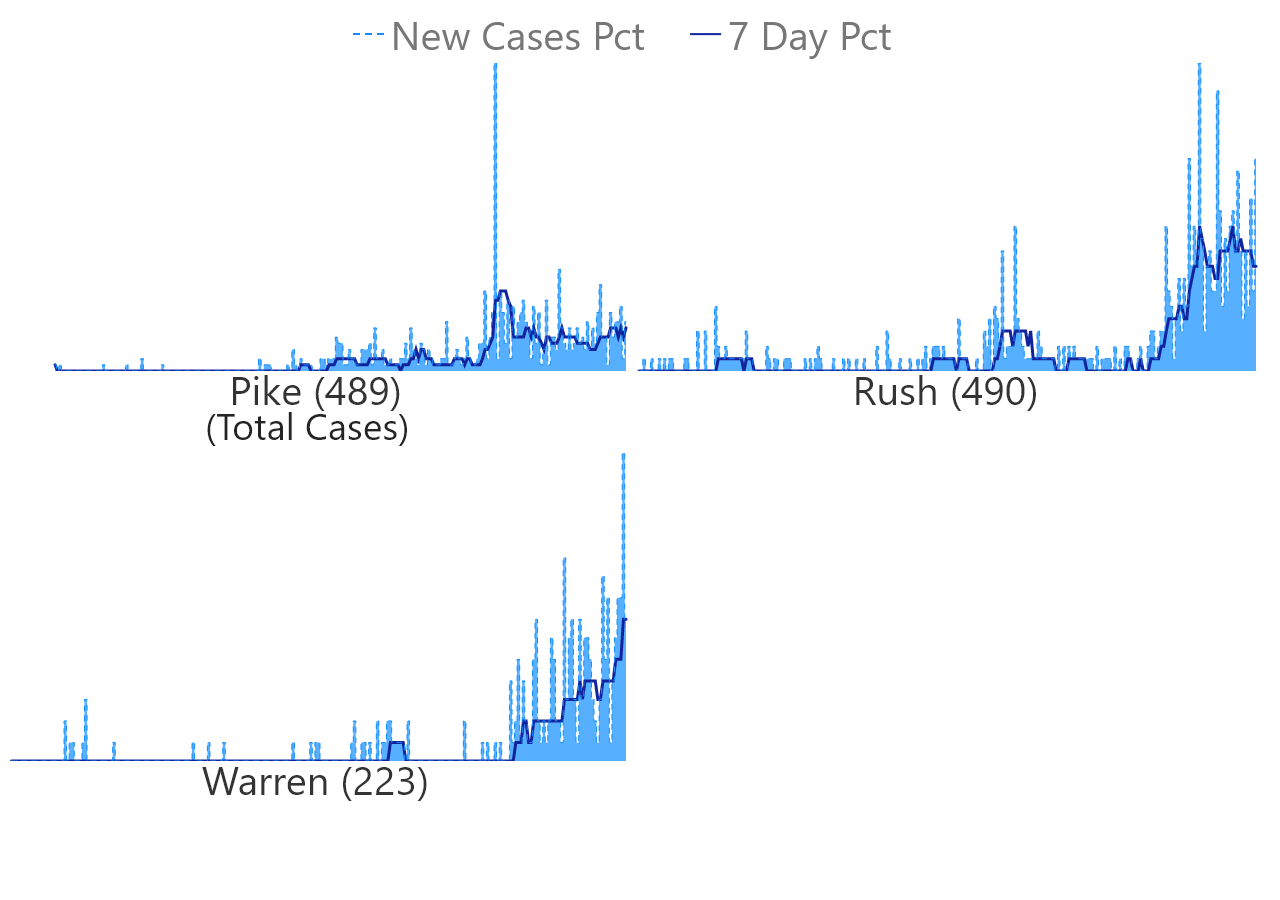 New Cases Pct 7 Day Pct
Pike (489)
(Total Cases)
Rush (490)
Warren (223)